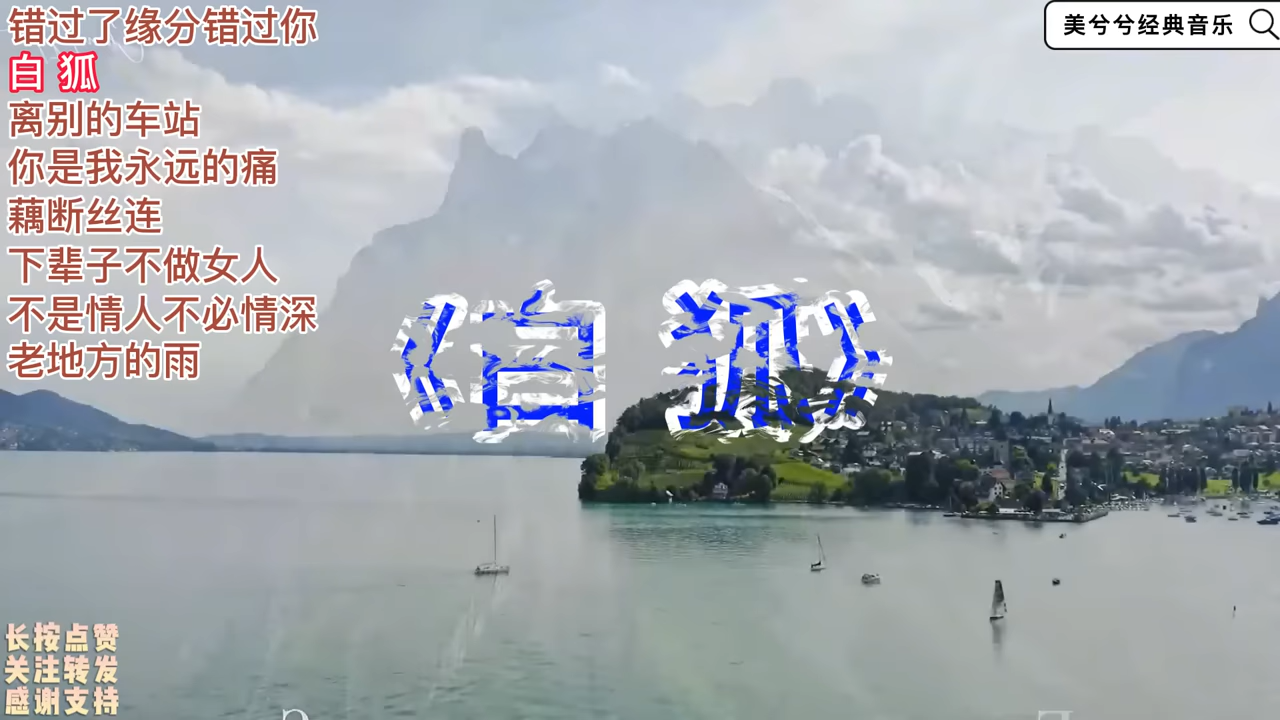 错过了缘分错过你
白狐
离别的车站
你是我永远的痛
藕断丝连
下辈子不做女人
不是情人不必情深
老地方的雨
美兮兮经典音乐
《白狐》
长按点赞
关注转发
感谢支持